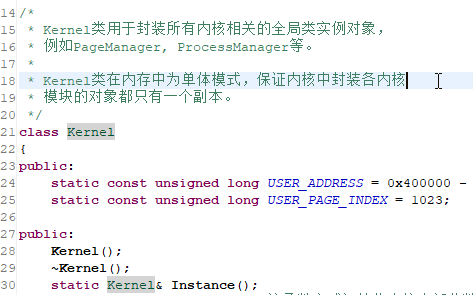 14 /*
15  * Kernel类用于封装所有内核相关的全局类实例对象,
16  * 例如PageManager, ProcessManager等。
17  *
18  * Kernel类在内存中为单体模式, 保证内核中封装各内核
19  * 模块的对象都只有一个副本。
20  */
21 class Kernel
22 {
23 public:
24     static const unsigned long USER_ADDRESS = 0x400000 -
25     static const unsigned long USER_PAGE_INDEX = 1023;
26
27 public:
28     Kernel();
29     ~Kernel();
30     static Kernel& Instance();